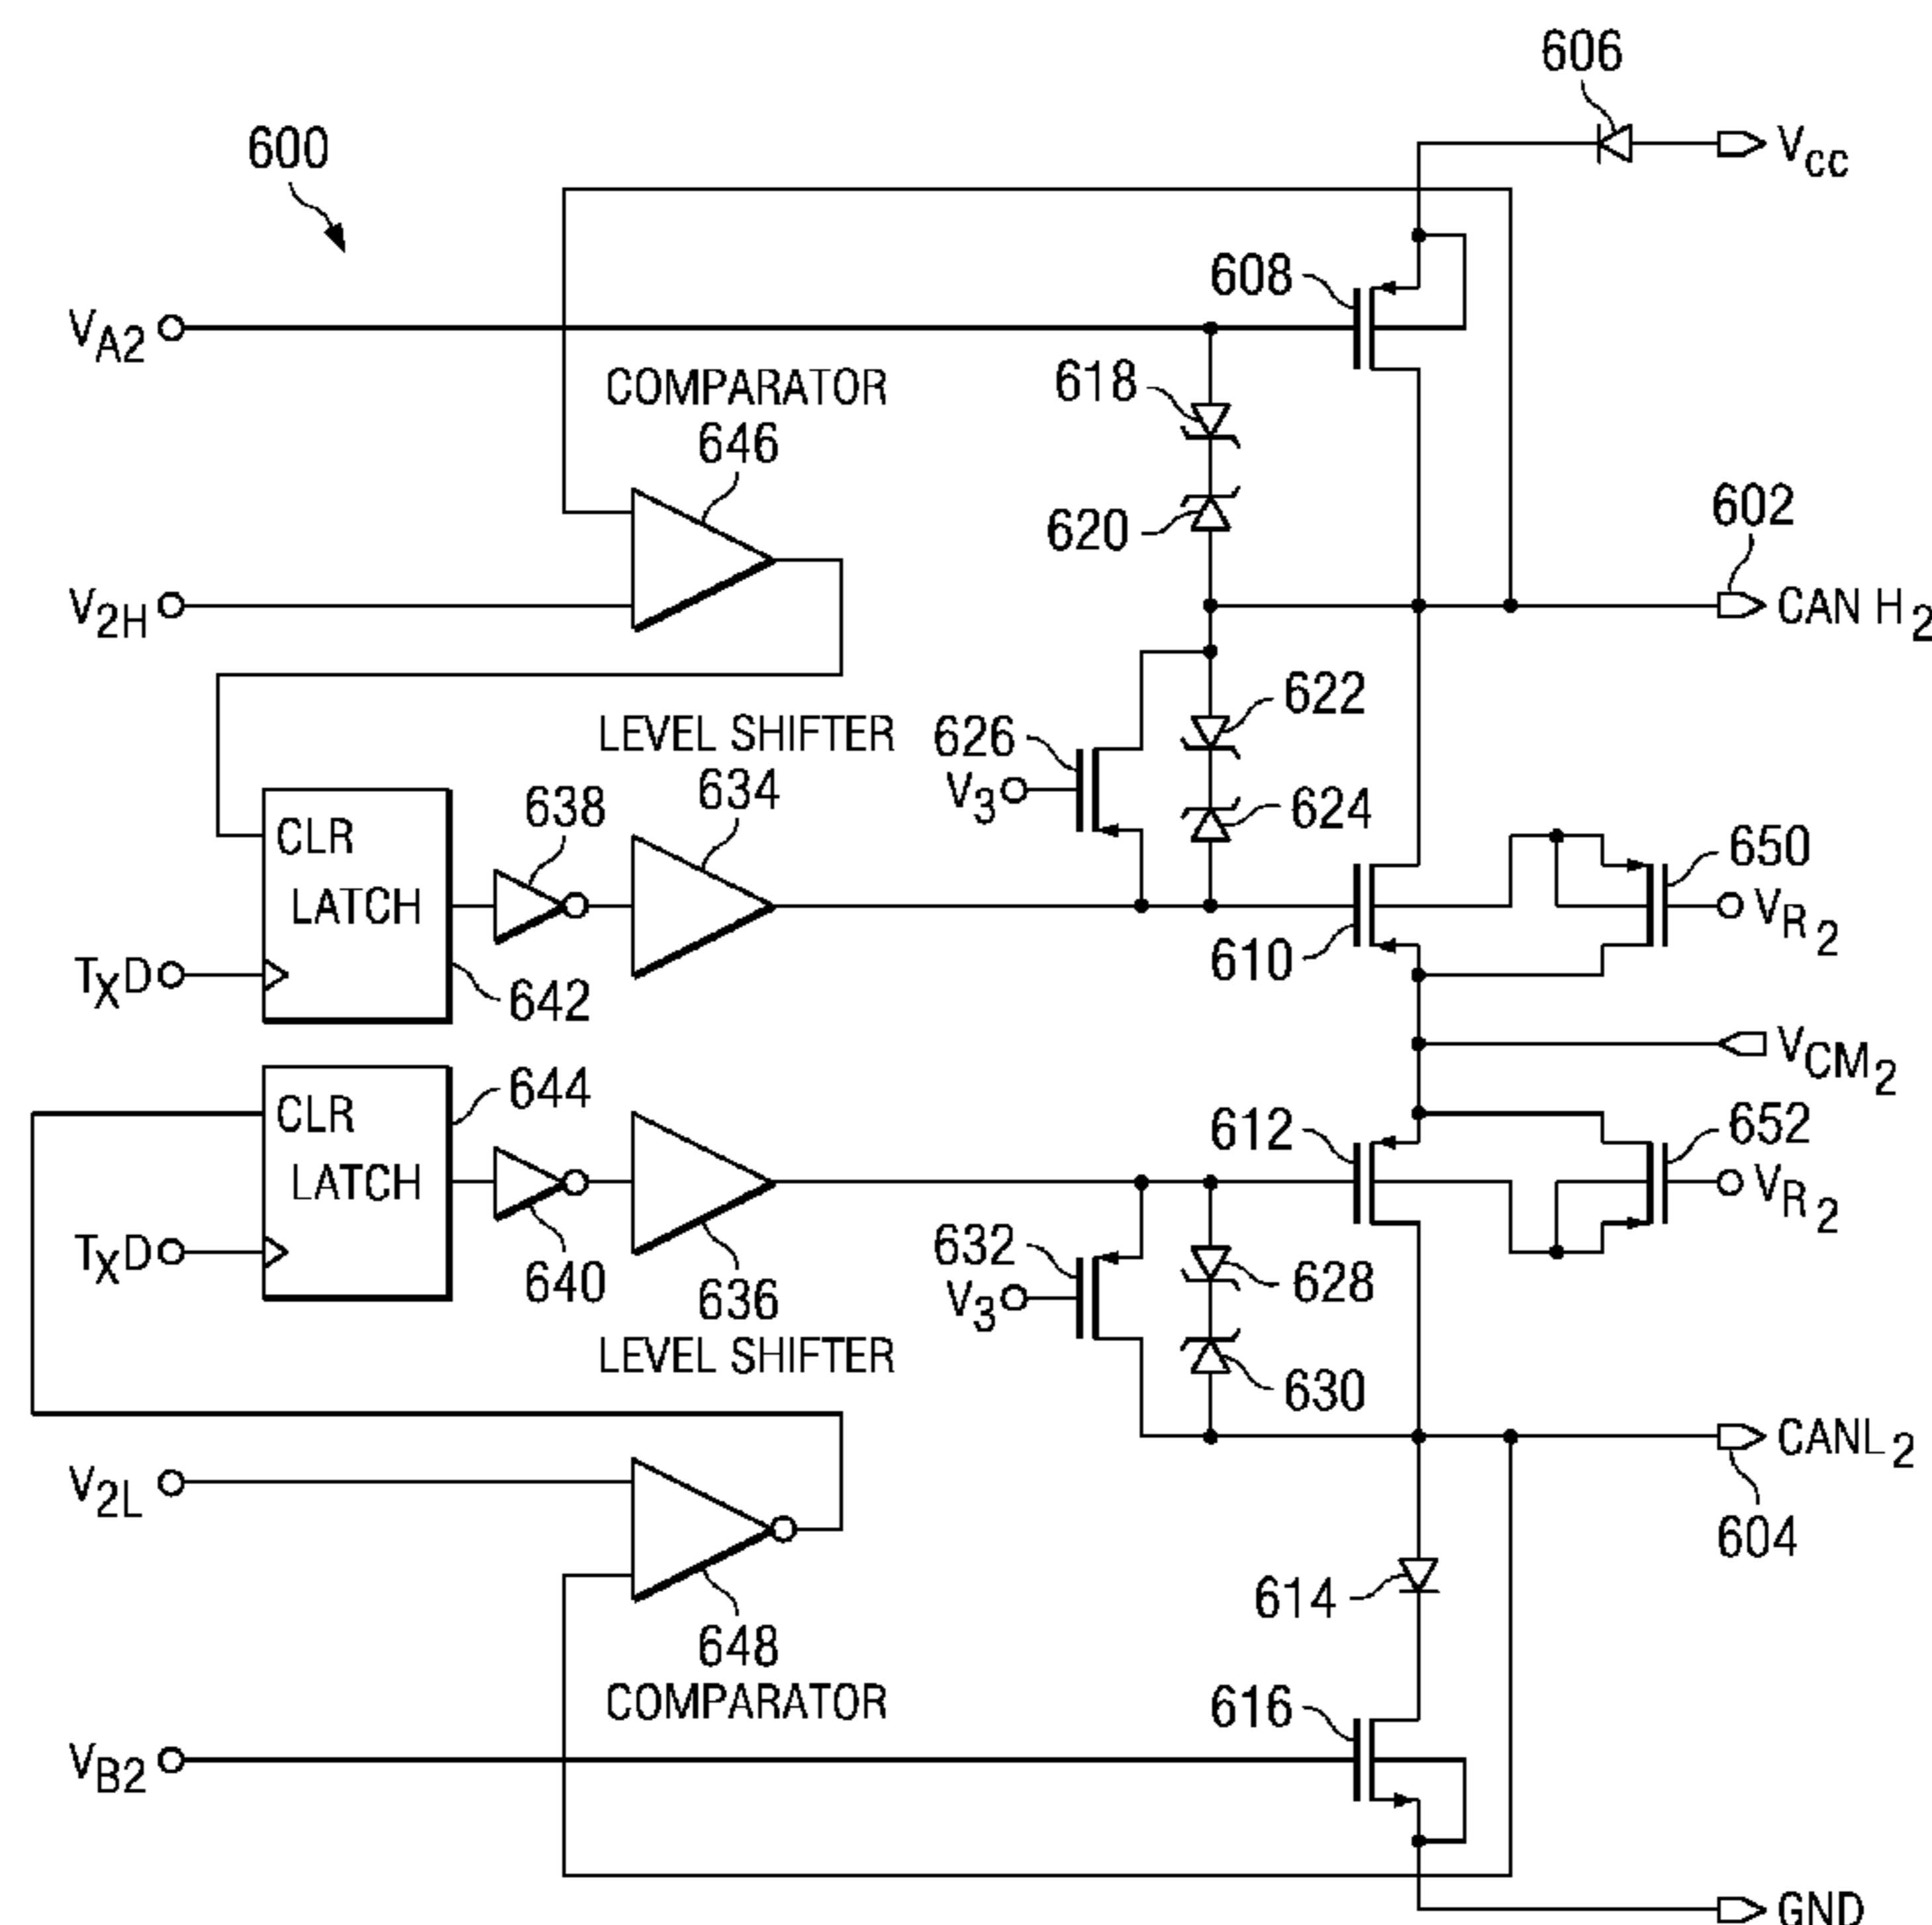 606
600
VCC
608
VA2
618
COMPARATOR
646
602
620
CAN H2
V2H
622
LEVEL SHIFTER
634
626
V3
624
638
CLR
650
LATCH
VR2
610
TXD
642
VCM2
644
CLR
612
652
LATCH
VR2
632
628
TXD
640
636
V3
LEVEL SHIFTER
630
CANL2
V2L
604
614
648
COMPARATOR
616
VB2
GND